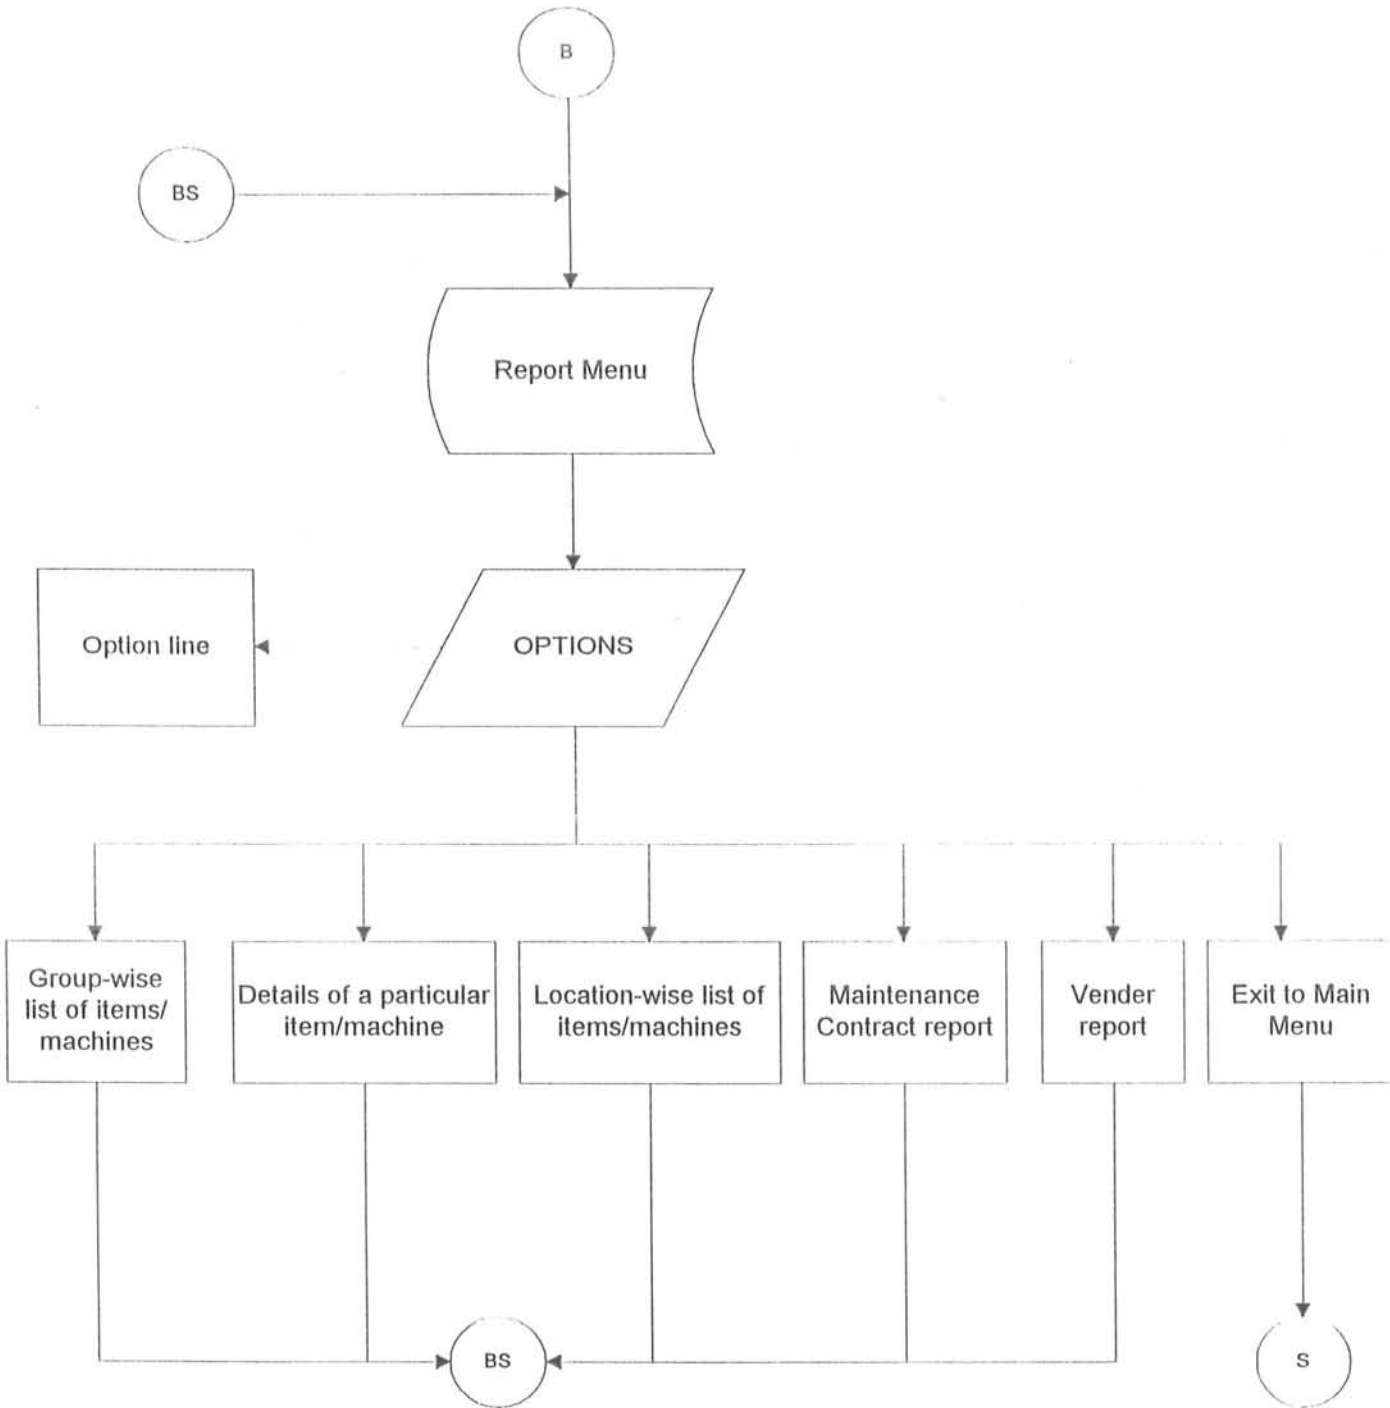 B
BS
Report Menu
Option line
OPTIONS
Group-wise
list of items/
machines
Details of a particular
item/machine
Location-wise list of
items/machines
Maintenance
Contract report
Vender
report
Exit to Main
Menu
BS
S